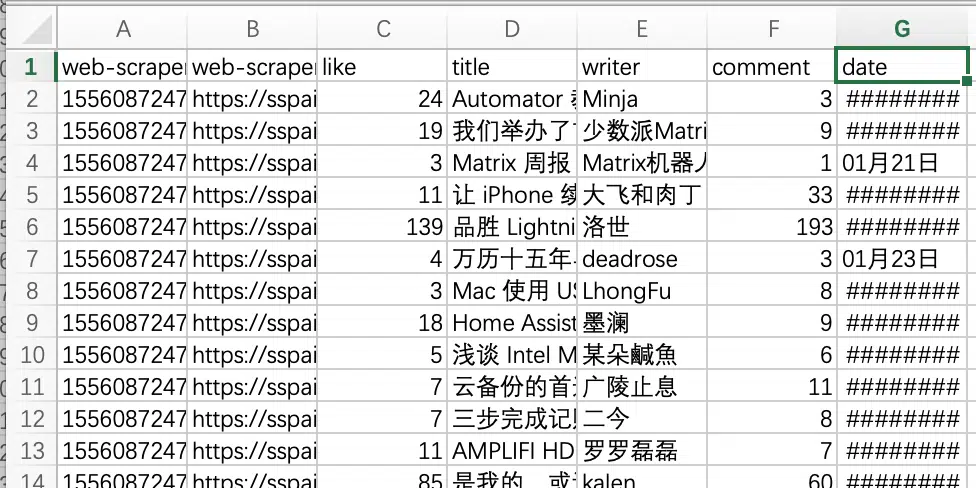 A B C D E F G
1 web-scraper web-scraper like title writer comment date
2 1556087247 https://sspai 24 Automator Minja 3 ########
3 1556087247 https://sspai 19 我们举办了 少数派Matri 9 ########
4 1556087247 https://sspai 3 Matrix 周报 Matrix机器人 1 01月21日
5 1556087247 https://sspai 11 让 iPhone 续 大飞和肉丁 33 ########
6 1556087247 https://sspai 139 品胜 Lightni 洛世 193 ########
7 1556087247 https://sspai 4 万历十五年 deadrose 3 01月23日
8 1556087247 https://sspai 3 Mac 使用 US LhongFu 8 ########
9 1556087247 https://sspai 18 Home Assist 墨澜 9 ########
10 1556087247 https://sspai 5 浅谈 Intel M 某朵鹹魚 6 ########
11 1556087247 https://sspai 7 云备份的首 广陵止息 11 ########
12 1556087247 https://sspai 7 三步完成记 二今 8 ########
13 1556087247 https://sspai 11 AMPLIFI HD 罗罗磊磊 7 ########
14 1556087247 https://sspai 85 是我的 或 kalen 60 ########